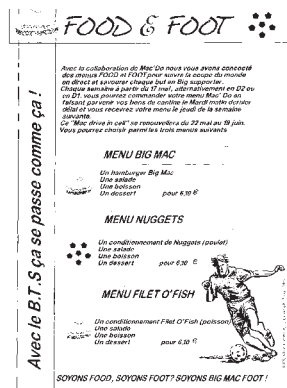 FOOD & FOOT
Avec la collaboration de Mac'Do nous vous avons concocté
des menus FOOD et FOOT pour suivre la coupe du monde
en direct et savourer chaque but en Big supporter.
Chaque semaine à partir du 17 mai, alternativement en D2 ou
en D1. vous pourrez commander votre menu Mac' Do en
faisant parvenir vos bons de cantine le Mardi matin dernier
délai et vous recevrez votre menu le jeudi de la semaine
suivante.
Ce "Mac drive in cell" se renouvellera du 22 mai au 19 juin.
Vous pourrez choisir parmi les trois menus suivants
MENU BIG MAC
Un hamburger Big Mac
Une salade
Une boisson
Un dessert pour 6,10 €
MENU NUGGETS
Un conditionnement de Nuggets (poulet)
Une salade
Une boisson
Un dessert pour 6,10 €
MENU FILET O'FISH
Un conditionnement Filet O'Fish (poisson)
Une salade
Une boisson
Un dessert pour 6,10 €
SOYONS FOOD, SOYONS FOOT? SOYONS BIG MAC FOOT !
Avec le B.T.S ça se passe comme ça !